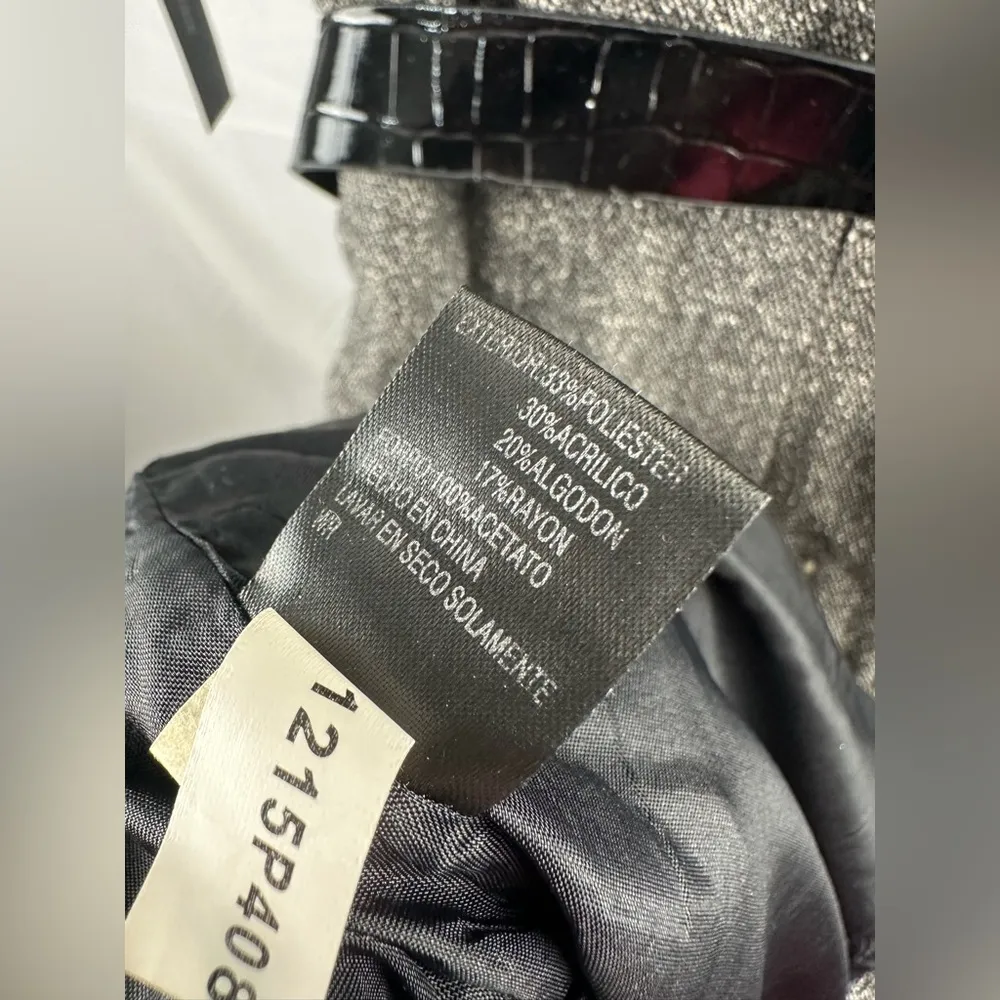 EXTERIOR:33%POLIESTER
30%ACRILICO
20%ALGODON
17%RAYON
FORRO:100%ACETATO
HECHO EN CHINA
LAVAR EN SECO SOLAMENTE
WR
1215P408